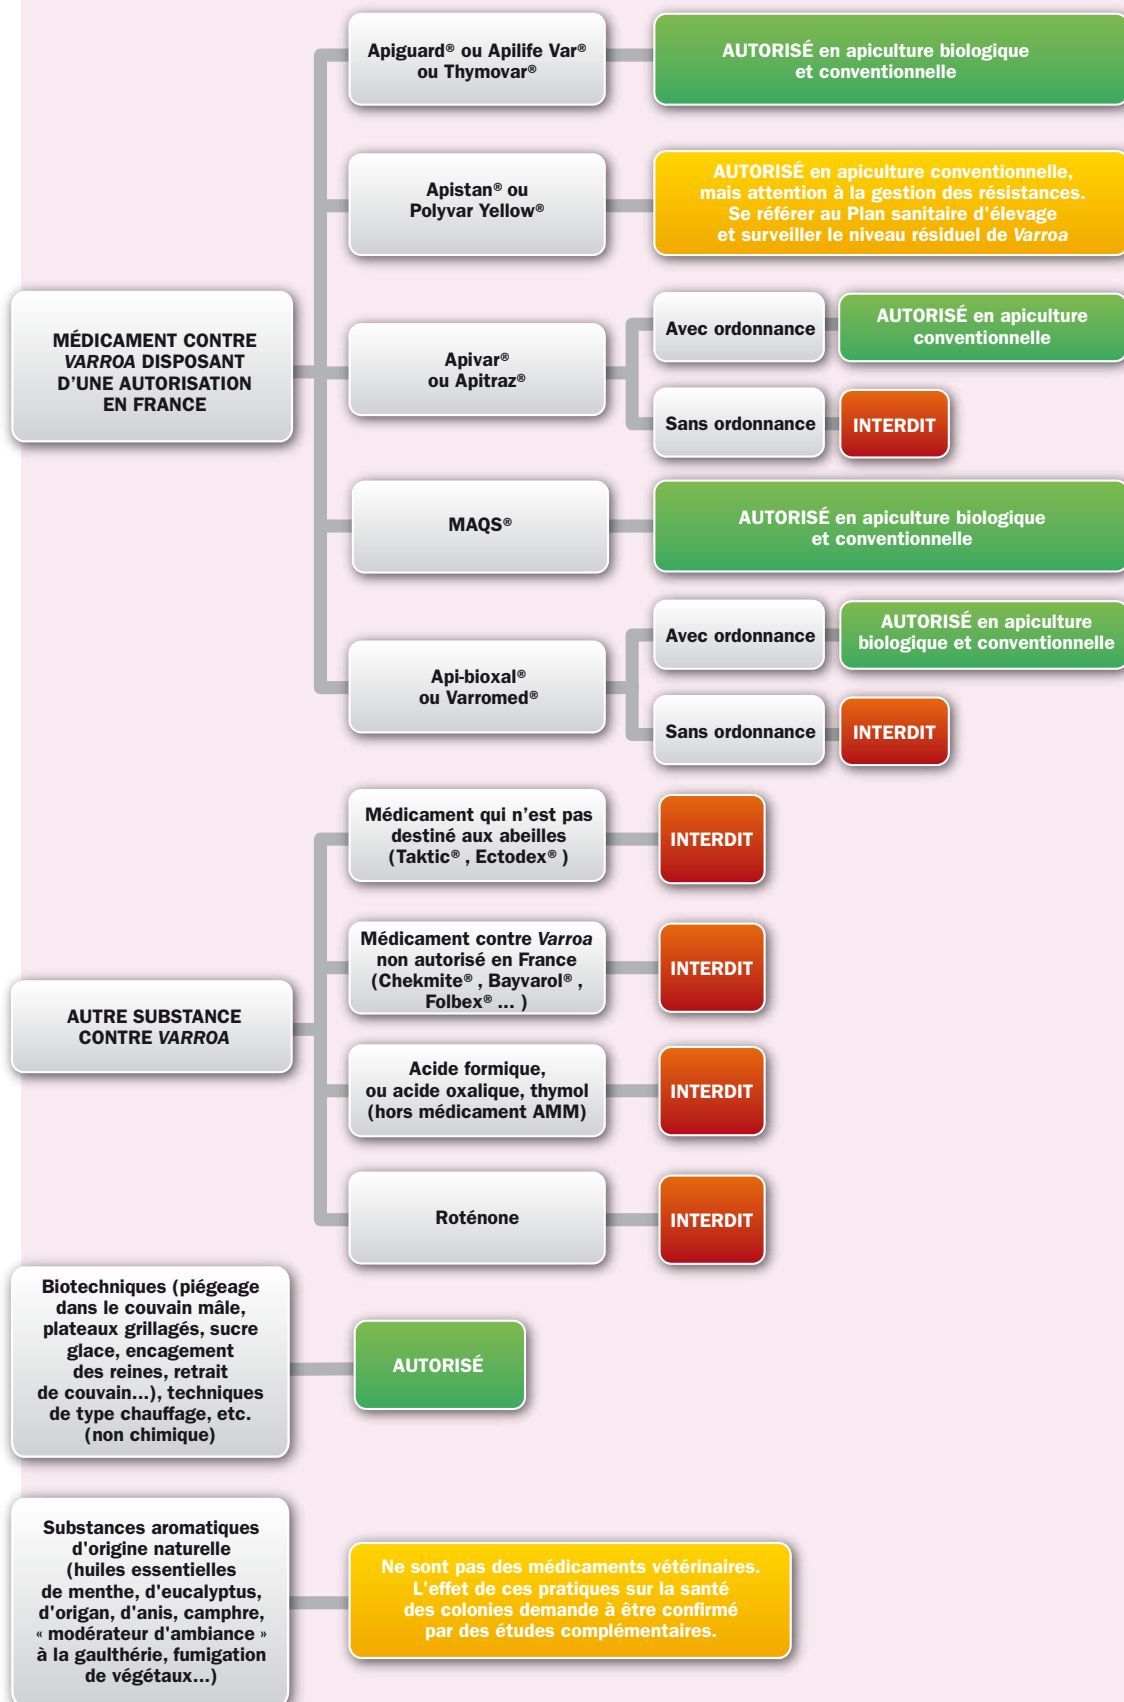 Apiguard® ou Apilife Var®
ou Thymovar®
AUTORISÉ en apiculture biologique
et conventionnelle
Apistan® ou
Polyvar Yellow®
AUTORISÉ en apiculture conventionnelle,
mais attention à la gestion des résistances.
Se référer au Plan sanitaire d'élevage
et surveiller le niveau résiduel de Varroa
MÉDICAMENT CONTRE
VARROA DISPOSANT
D’UNE AUTORISATION
EN FRANCE
Apivar®
ou Apitraz®
Avec ordonnance
AUTORISÉ en apiculture
conventionnelle
Sans ordonnance
INTERDIT
MAQS®
AUTORISÉ en apiculture biologique
et conventionnelle
Api-bioxal®
ou Varromed®
Avec ordonnance
AUTORISÉ en apiculture
biologique et conventionnelle
Sans ordonnance
INTERDIT
AUTRE SUBSTANCE
CONTRE VARROA
Médicament qui n’est pas
destiné aux abeilles
(Taktic® , Ectodex® )
INTERDIT
Médicament contre Varroa
non autorisé en France
(Chekmite® , Bayvarol® ,
Folbex® ... )
INTERDIT
Acide formique,
ou acide oxalique, thymol
(hors médicament AMM)
INTERDIT
Roténone
INTERDIT
Biotechniques (piégeage
dans le couvain mâle,
plateaux grillagés, sucre
glace, encagement
des reines, retrait
de couvain...), techniques
de type chauffage, etc.
(non chimique)
AUTORISÉ
Substances aromatiques
d'origine naturelle
(huiles essentielles
de menthe, d'eucalyptus,
d'origan, d'anis, camphre,
« modérateur d'ambiance »
à la gaulthérie, fumigation
de végétaux...)
Ne sont pas des médicaments vétérinaires.
L'effet de ces pratiques sur la santé
des colonies demande à être confirmé
par des études complémentaires.